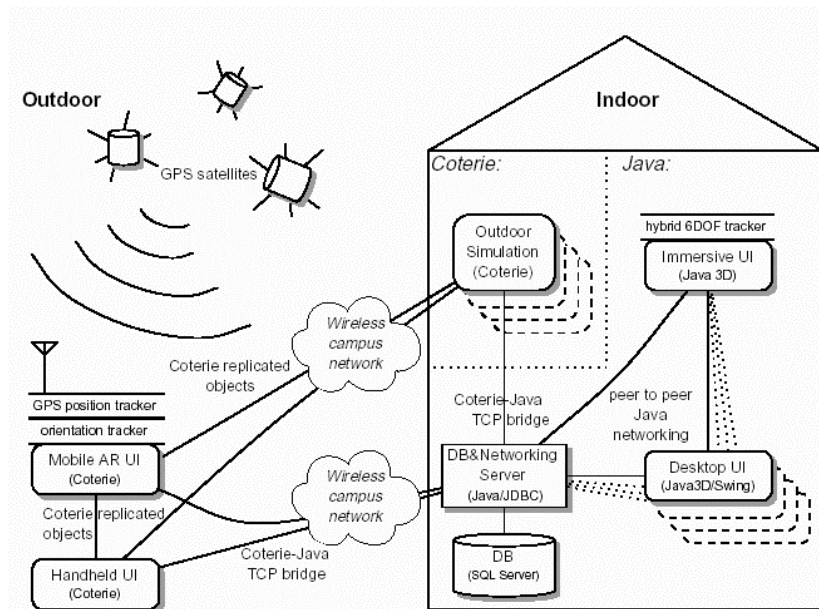 Outdoor
Indoor
GPS satellites
Coterie:
Java:
Outdoor
Simulation
(Coterie)
hybrid 6DOF tracker
Immersive UI
(Java 3D)
Wireless
campus
network
Coterie replicated
objects
GPS position tracker
orientation tracker
Mobile AR UI
(Coterie)
Coterie-Java
TCP bridge
peer to peer
Java
networking
DB&Networking
Server
(Java/JDBC)
Desktop UI
(Java3D/Swing)
Wireless
campus
network
Coterie replicated
objects
Coterie-Java
TCP bridge
Handheld UI
(Coterie)
DB
(SQL Server)